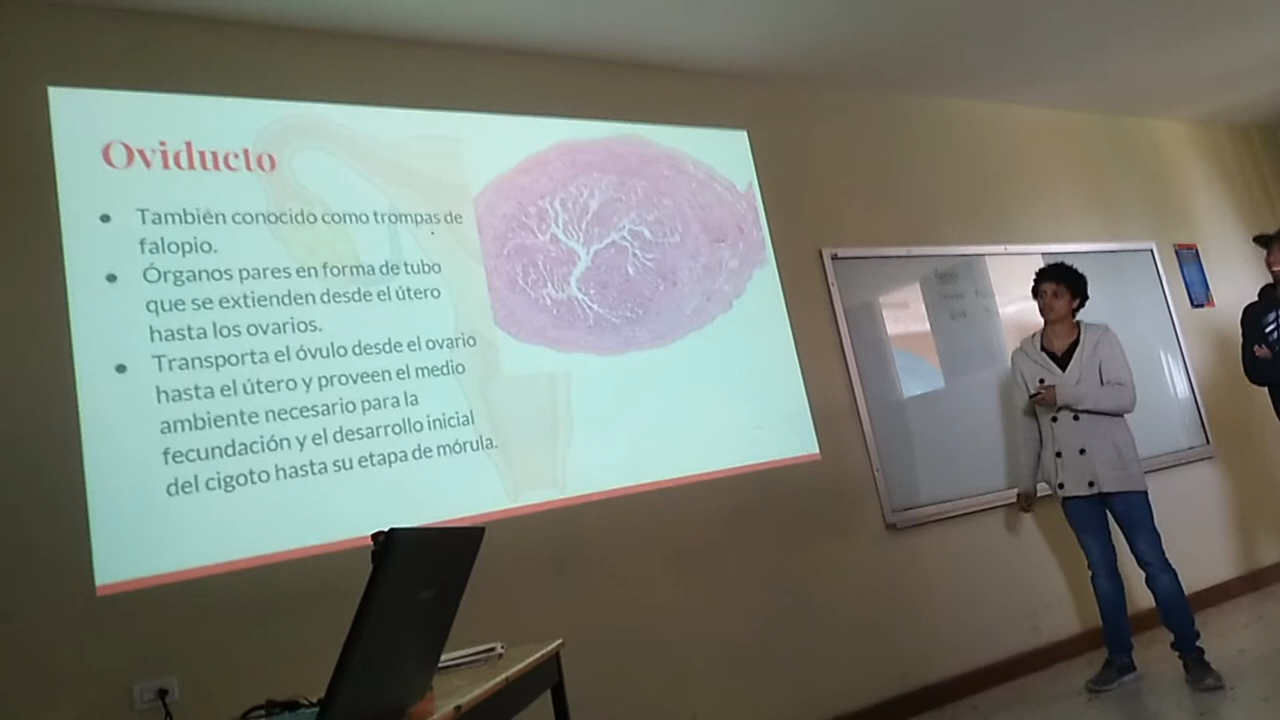 Oviducto
• También conocido como trompas de
falopio.
• Órganos pares en forma de tubo
que se extienden desde el útero
hasta los ovarios.
• Transporta el óvulo desde el ovario
hasta el útero y proveen el medio
ambiente necesario para la
fecundación y el desarrollo inicial
del cigoto hasta su etapa de mórula.